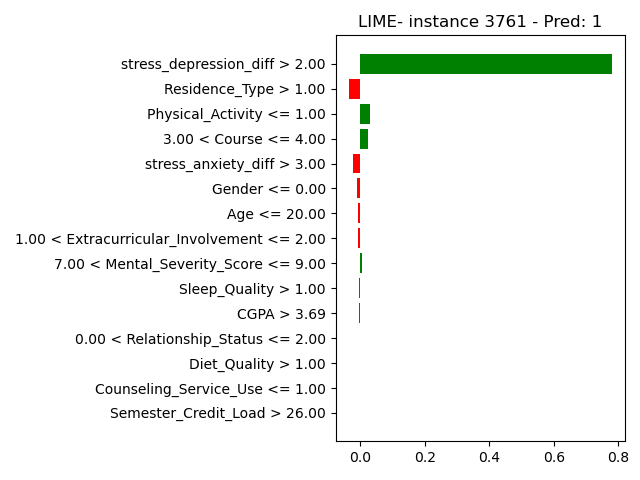 LIME- instance 3761 - Pred: 1
stress_depression_diff > 2.00
Residence_Type > 1.00
Physical_Activity <= 1.00
3.00 < Course <= 4.00
stress_anxiety_diff > 3.00
Gender <= 0.00
Age <= 20.00
1.00 < Extracurricular_Involvement <= 2.00
7.00 < Mental_Severity_Score <= 9.00
Sleep_Quality > 1.00
CGPA > 3.69
0.00 < Relationship_Status <= 2.00
Diet_Quality > 1.00
Counseling_Service_Use <= 1.00
Semester_Credit_Load > 26.00
0.0 0.2 0.4 0.6 0.8